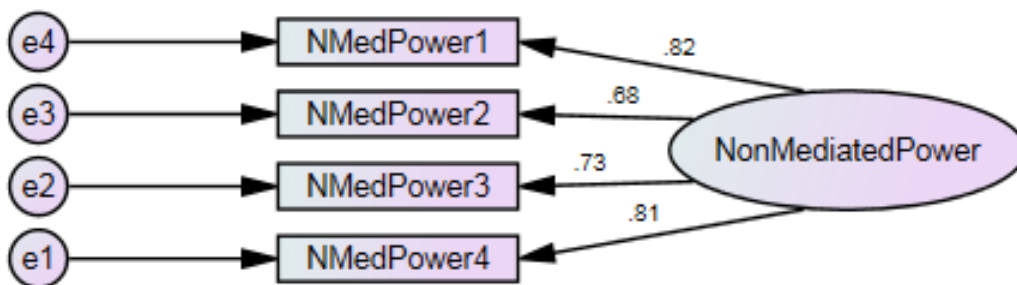 e4 NMedPower1 .82
e3 NMedPower2 .68
NonMediatedPower
e2 NMedPower3 .73
e1 NMedPower4 .81